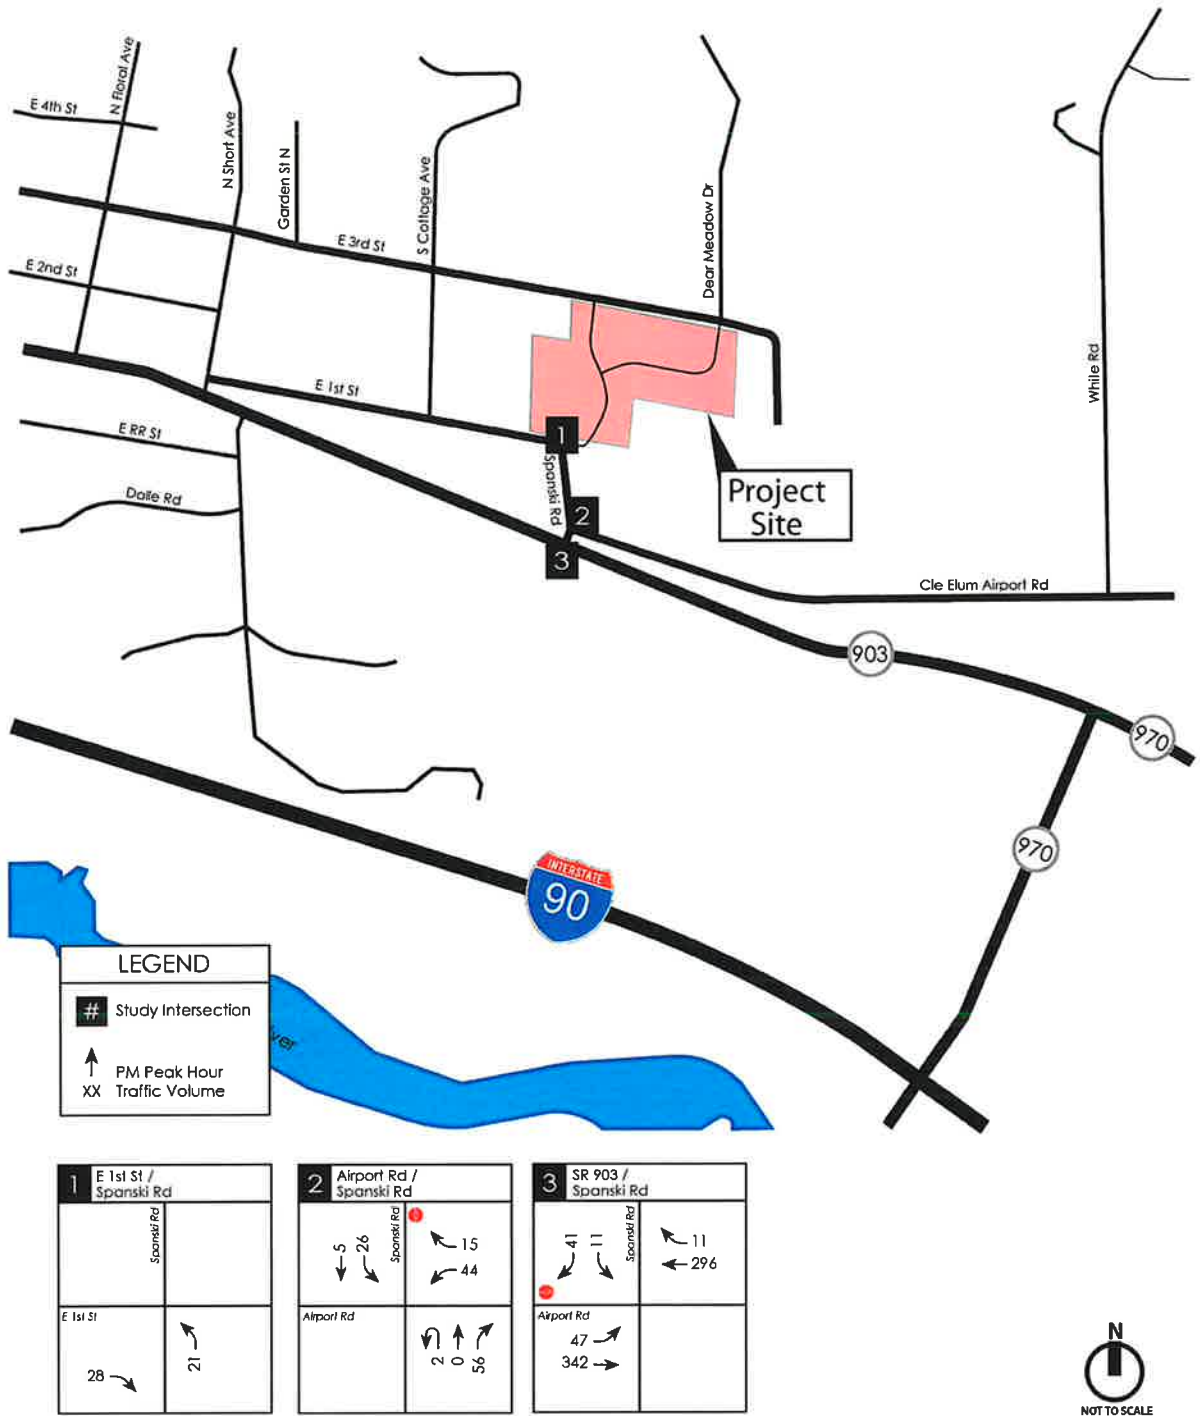 N Floral Ave
E 4th St
N Short Ave
Garden St N
S Cottage Ave
Dear Meadow Dr
E 3rd St
E 2nd St
While Rd
E 1st St
E RR St
Dalle Rd
1
Spanski Rd
2
3
Project
Site
Cle Elum Airport Rd
903
970
970
INTERSTATE
90
LEGEND
# Study Intersection
PM Peak Hour
XX Traffic Volume
1 E 1st St /
Spanski Rd
Spanski Rd
E 1st St
28
21
2 Airport Rd /
Spanski Rd
Spanski Rd
5
26
15
44
Airport Rd
2
0
56
3 SR 903 /
Spanski Rd
Spanski Rd
41
11
11
296
Airport Rd
47
342
N
NOT TO SCALE